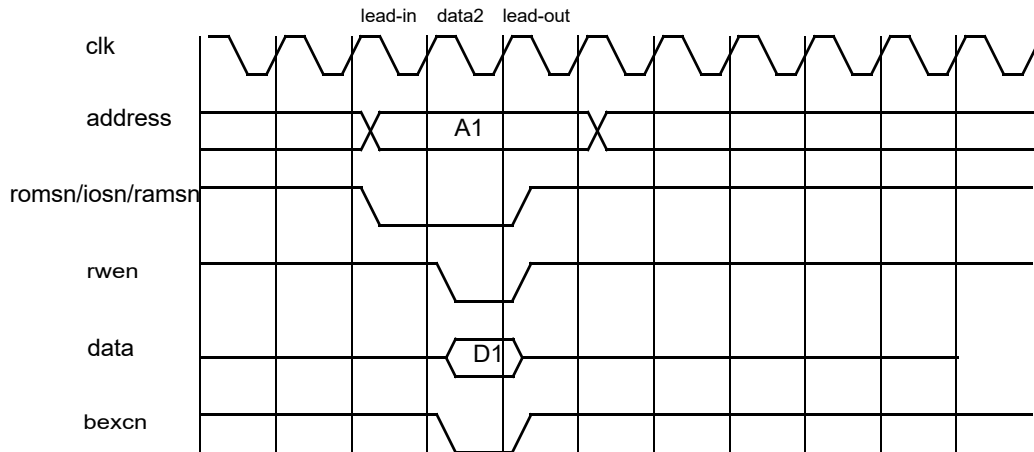 lead-in data2 lead-out
clk
address
A1
romsn/iosn/ramsn
rwen
data
D1
bexcn